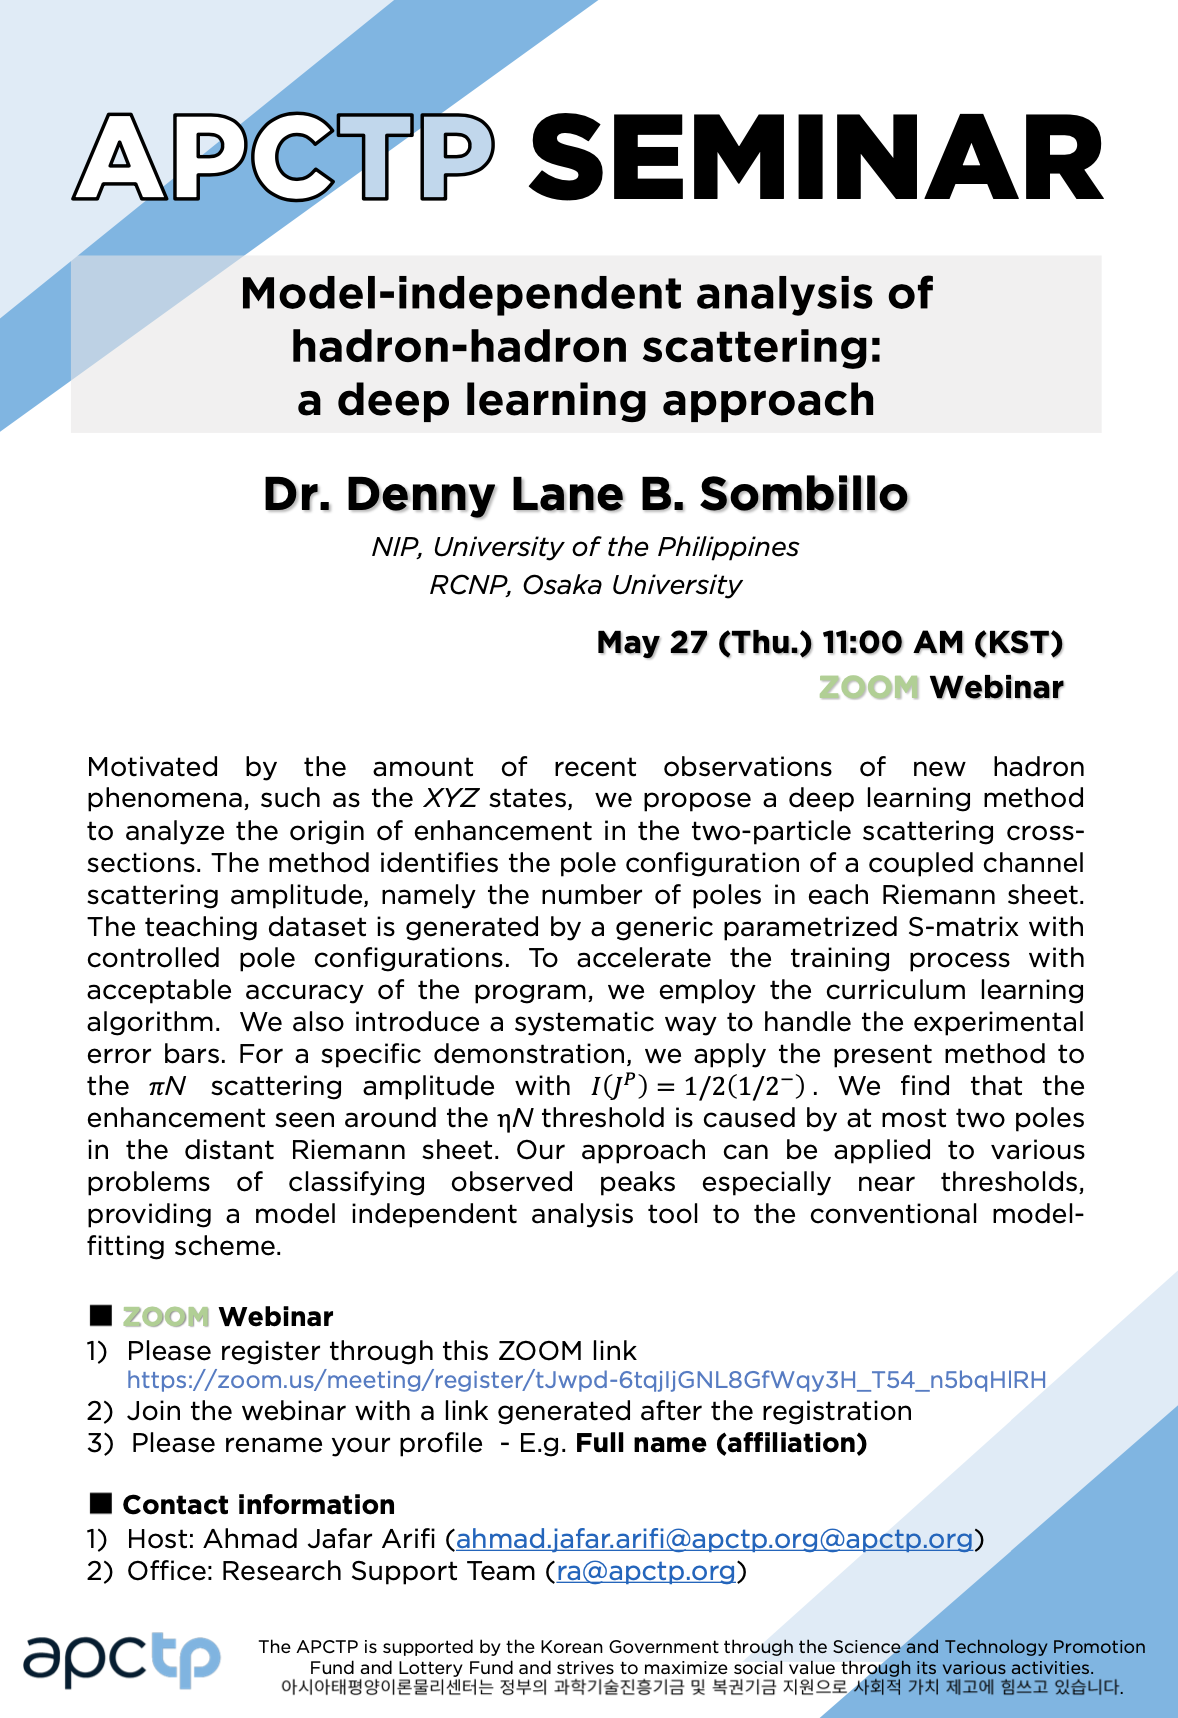 APCTP SEMINAR
Model-independent analysis of
hadron-hadron scattering:
a deep learning approach
Dr. Denny Lane B. Sombillo
NIP, University of the Philippines
RCNP, Osaka University
May 27 (Thu.) 11:00 AM (KST)
ZOOM Webinar
Motivated by the amount of recent observations of new hadron
phenomena, such as the XYZ states,  we propose a deep learning method
to analyze the origin of enhancement in the two-particle scattering cross-
sections. The method identifies the pole configuration of a coupled channel
scattering amplitude, namely the number of poles in each Riemann sheet.
The teaching dataset is generated by a generic parametrized S-matrix with
controlled pole configurations. To accelerate the training process with
acceptable accuracy of the program, we employ the curriculum learning
algorithm.  We also introduce a systematic way to handle the experimental
error bars. For a specific demonstration, we apply the present method to
the πN scattering amplitude with I(J^P) = 1/2(1/2⁻) . We find that the
enhancement seen around the ηN threshold is caused by at most two poles
in the distant Riemann sheet. Our approach can be applied to various
problems of classifying observed peaks especially near thresholds,
providing a model independent analysis tool to the conventional model-
fitting scheme.
■ ZOOM Webinar
1) Please register through this ZOOM link
https://zoom.us/meeting/register/tJwpd-6tqjIjGNL8GfWqy3H_T54_n5bqHlRH
2) Join the webinar with a link generated after the registration
3) Please rename your profile  - E.g. Full name (affiliation)
■ Contact information
1) Host: Ahmad Jafar Arifi (ahmad.jafar.arifi@apctp.org@apctp.org)
2) Office: Research Support Team (ra@apctp.org)
apctp
The APCTP is supported by the Korean Government through the Science and Technology Promotion
Fund and Lottery Fund and strives to maximize social value through its various activities.
아시아태평양이론물리센터는 정부의 과학기술진흥기금 및 복권기금 지원으로 사회적 가치 제고에 힘쓰고 있습니다.